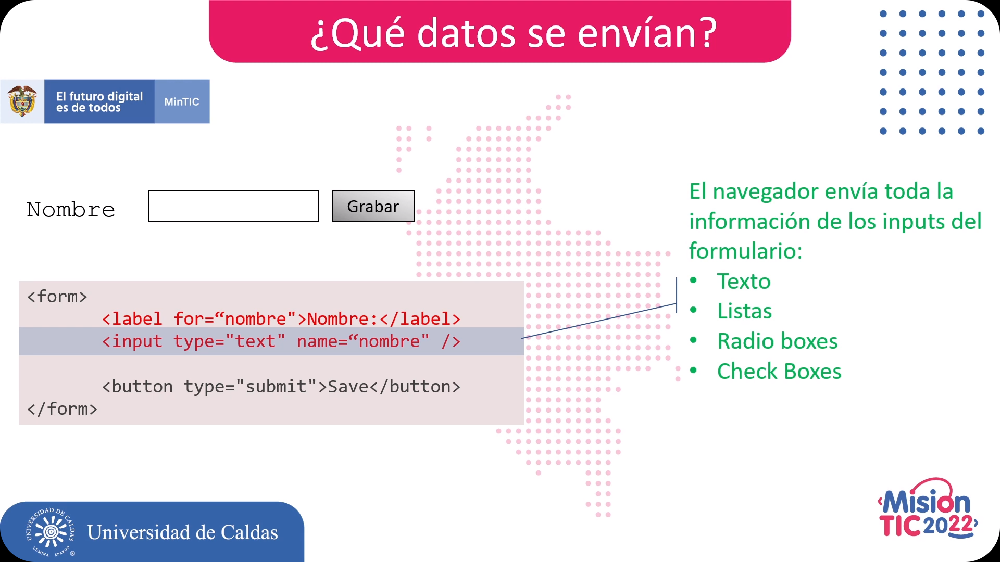 ¿Qué datos se envían?
El futuro digital
es de todos
MinTIC
Nombre
Grabar
El navegador envía toda la
información de los inputs del
formulario:
• Texto
• Listas
• Radio boxes
• Check Boxes
<form>
<label for=“nombre">Nombre:</label>
<input type="text" name=“nombre" />
<button type="submit">Save</button>
</form>
UNIVERSIDAD DE CALDAS
LUMINA SPARGO
®
Universidad de Caldas
Misión
TIC 2022